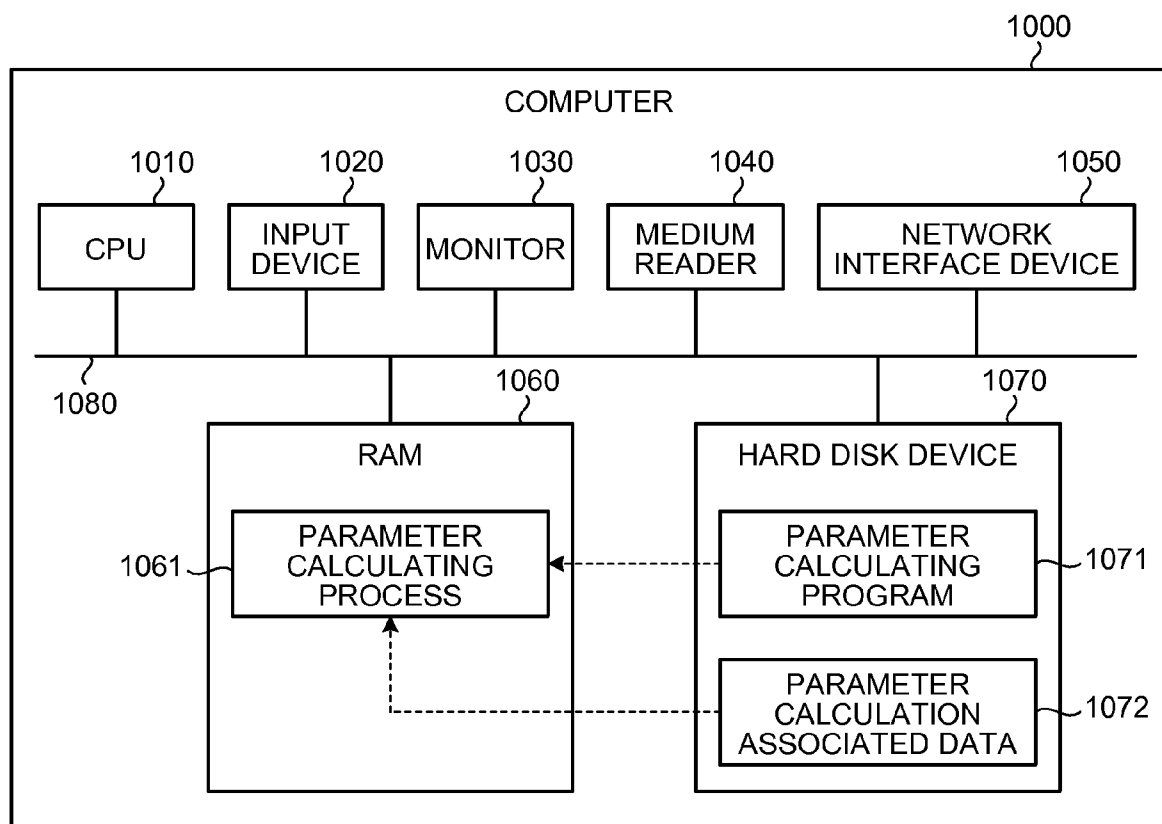 1000
COMPUTER
1010
1020
1030
1040
1050
CPU
INPUT
DEVICE
MONITOR
MEDIUM
READER
NETWORK
INTERFACE DEVICE
1080
1060
1070
RAM
HARD DISK DEVICE
1061
PARAMETER
CALCULATING
PROCESS
PARAMETER
CALCULATING
PROGRAM
1071
PARAMETER
CALCULATION
ASSOCIATED DATA
1072